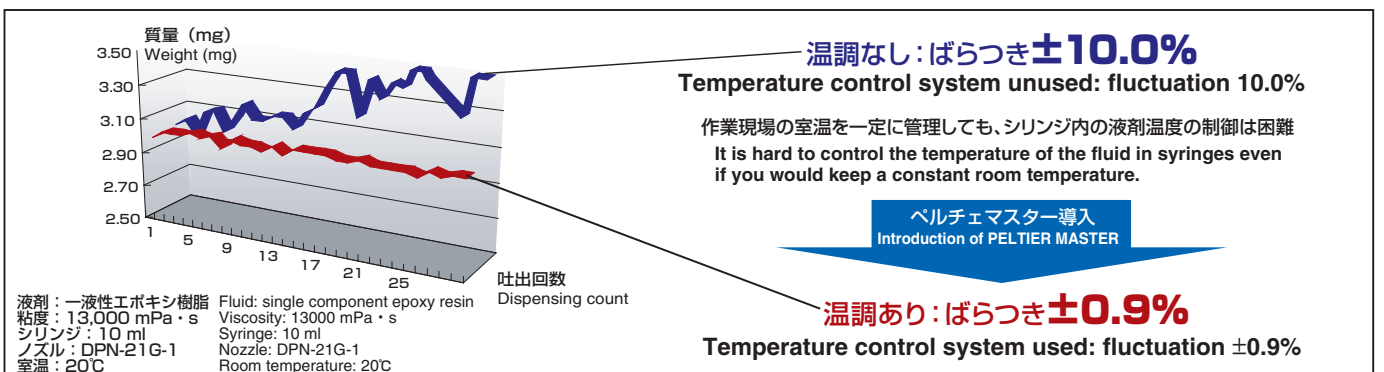 質量（mg）
Weight (mg)
3.50
3.30
3.10
2.90
2.70
2.50
1
5
9
13
17
21
25
吐出回数
Dispensing count
液剤：一液性エポキシ樹脂 Fluid: single component epoxy resin
粘度：13,000 mPa・s Viscosity: 13000 mPa・s
シリンジ：10 ml Syringe: 10 ml
ノズル：DPN-21G-1 Nozzle: DPN-21G-1
室温：20℃ Room temperature: 20℃
温調なし：ばらつき±10.0%
Temperature control system unused: fluctuation 10.0%
作業現場の室温を一定に管理しても、シリンジ内の液剤温度の制御は困難
It is hard to control the temperature of the fluid in syringes even
if you would keep a constant room temperature.
ペルチェマスター導入
Introduction of PELTIER MASTER
温調あり：ばらつき±0.9%
Temperature control system used: fluctuation ±0.9%